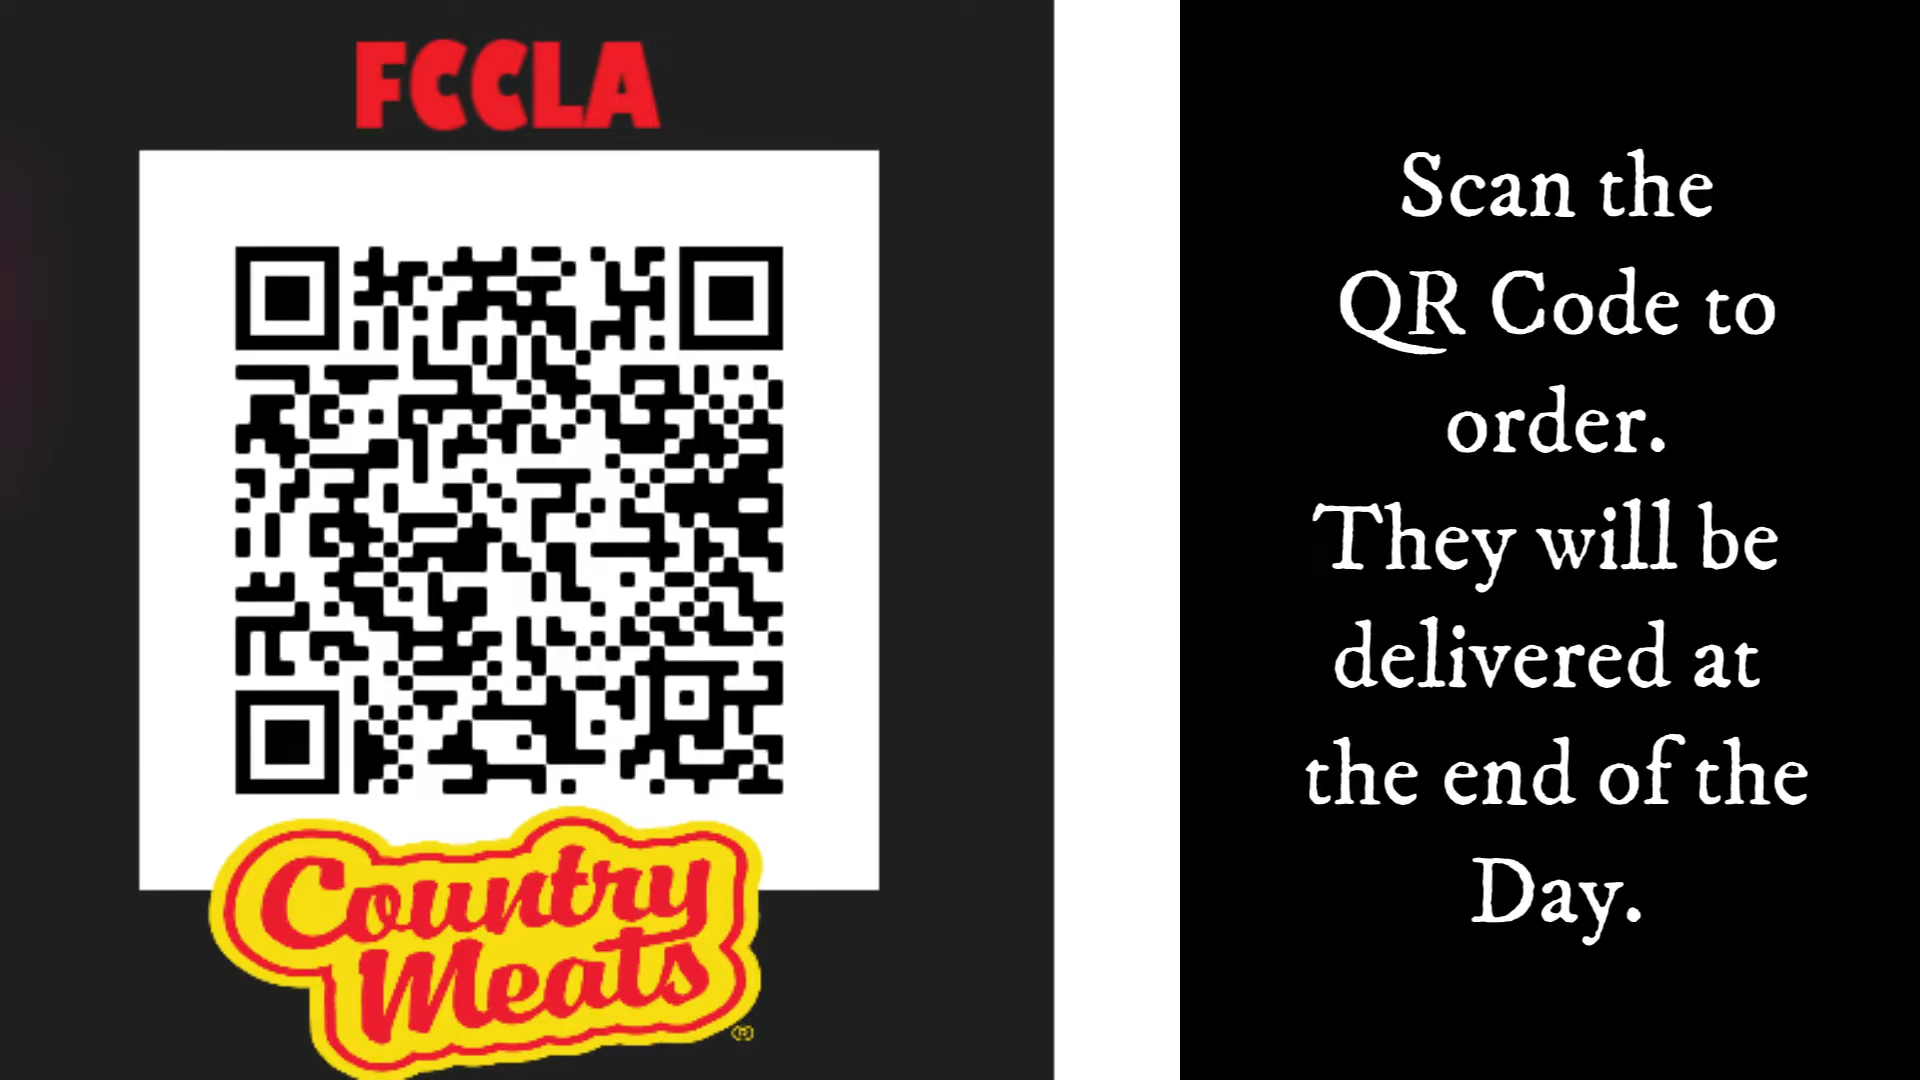 FCCLA
Country
Meats
®
Scan the
QR Code to
order.
They will be
delivered at
the end of the
Day.